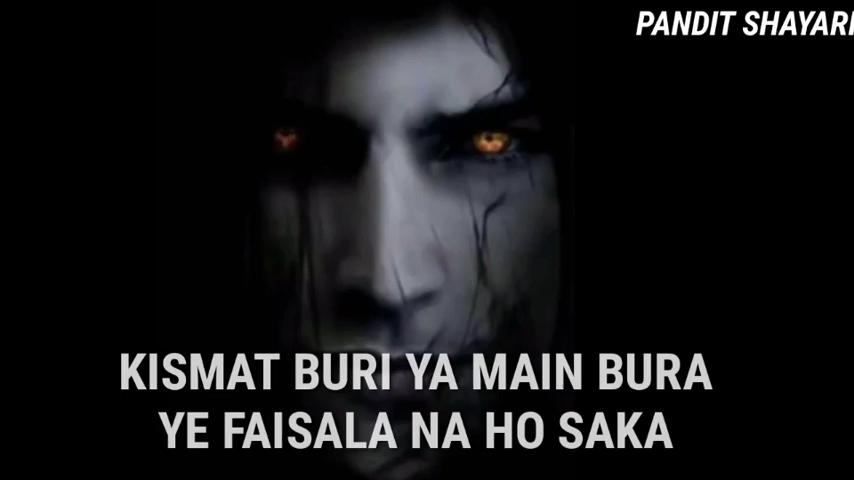 PANDIT SHAYARI
KISMAT BURI YA MAIN BURA
YE FAISALA NA HO SAKA